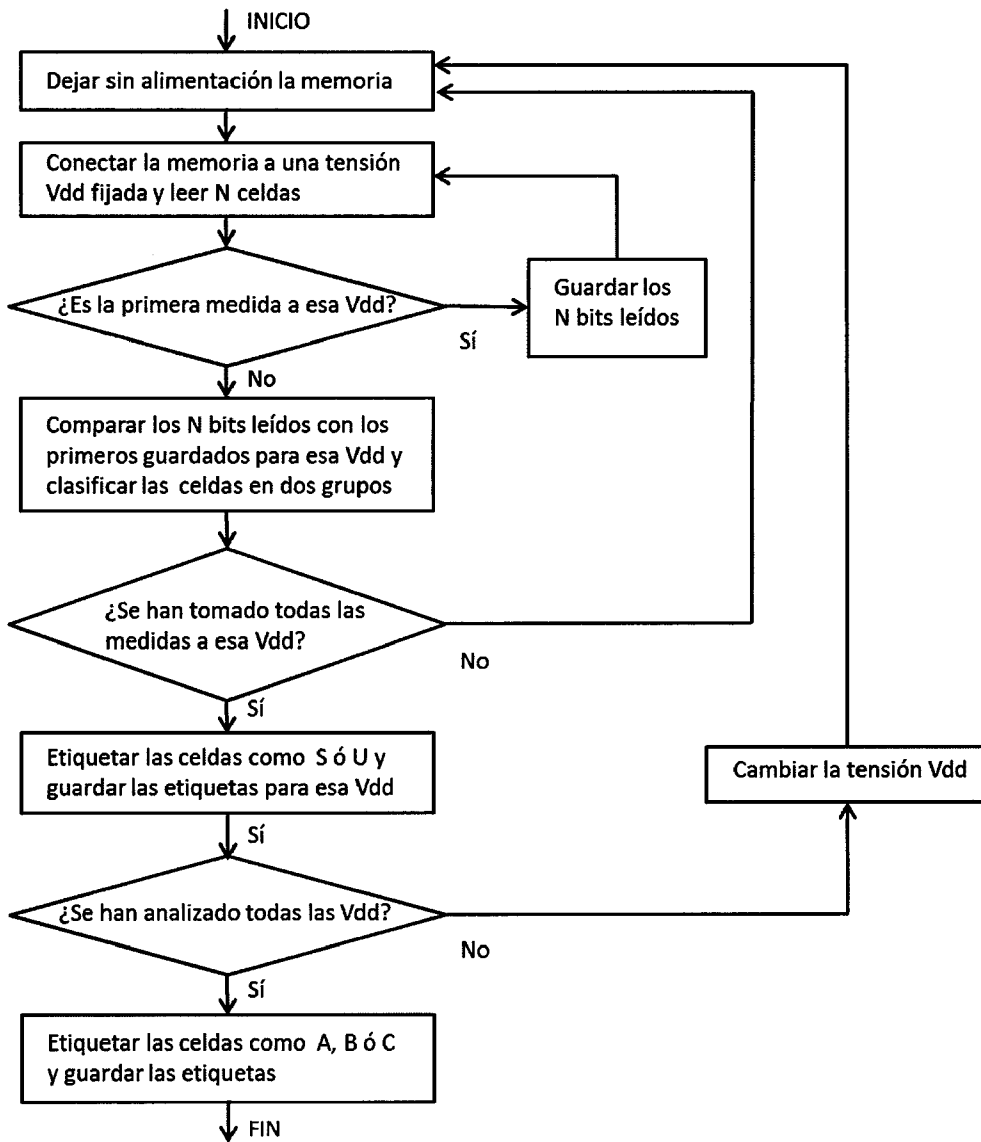 INICIO
Dejar sin alimentación la memoria
Conectar la memoria a una tensión
Vdd fijada y leer N celdas
¿Es la primera medida a esa Vdd?
Sí
Guardar los
N bits leídos
No
Comparar los N bits leídos con los
primeros guardados para esa Vdd y
clasificar las celdas en dos grupos
¿Se han tomado todas las
medidas a esa Vdd?
No
Sí
Etiquetar las celdas como S ó U y
guardar las etiquetas para esa Vdd
Cambiar la tensión Vdd
Sí
¿Se han analizado todas las Vdd?
No
Sí
Etiquetar las celdas como A, B ó C
y guardar las etiquetas
FIN